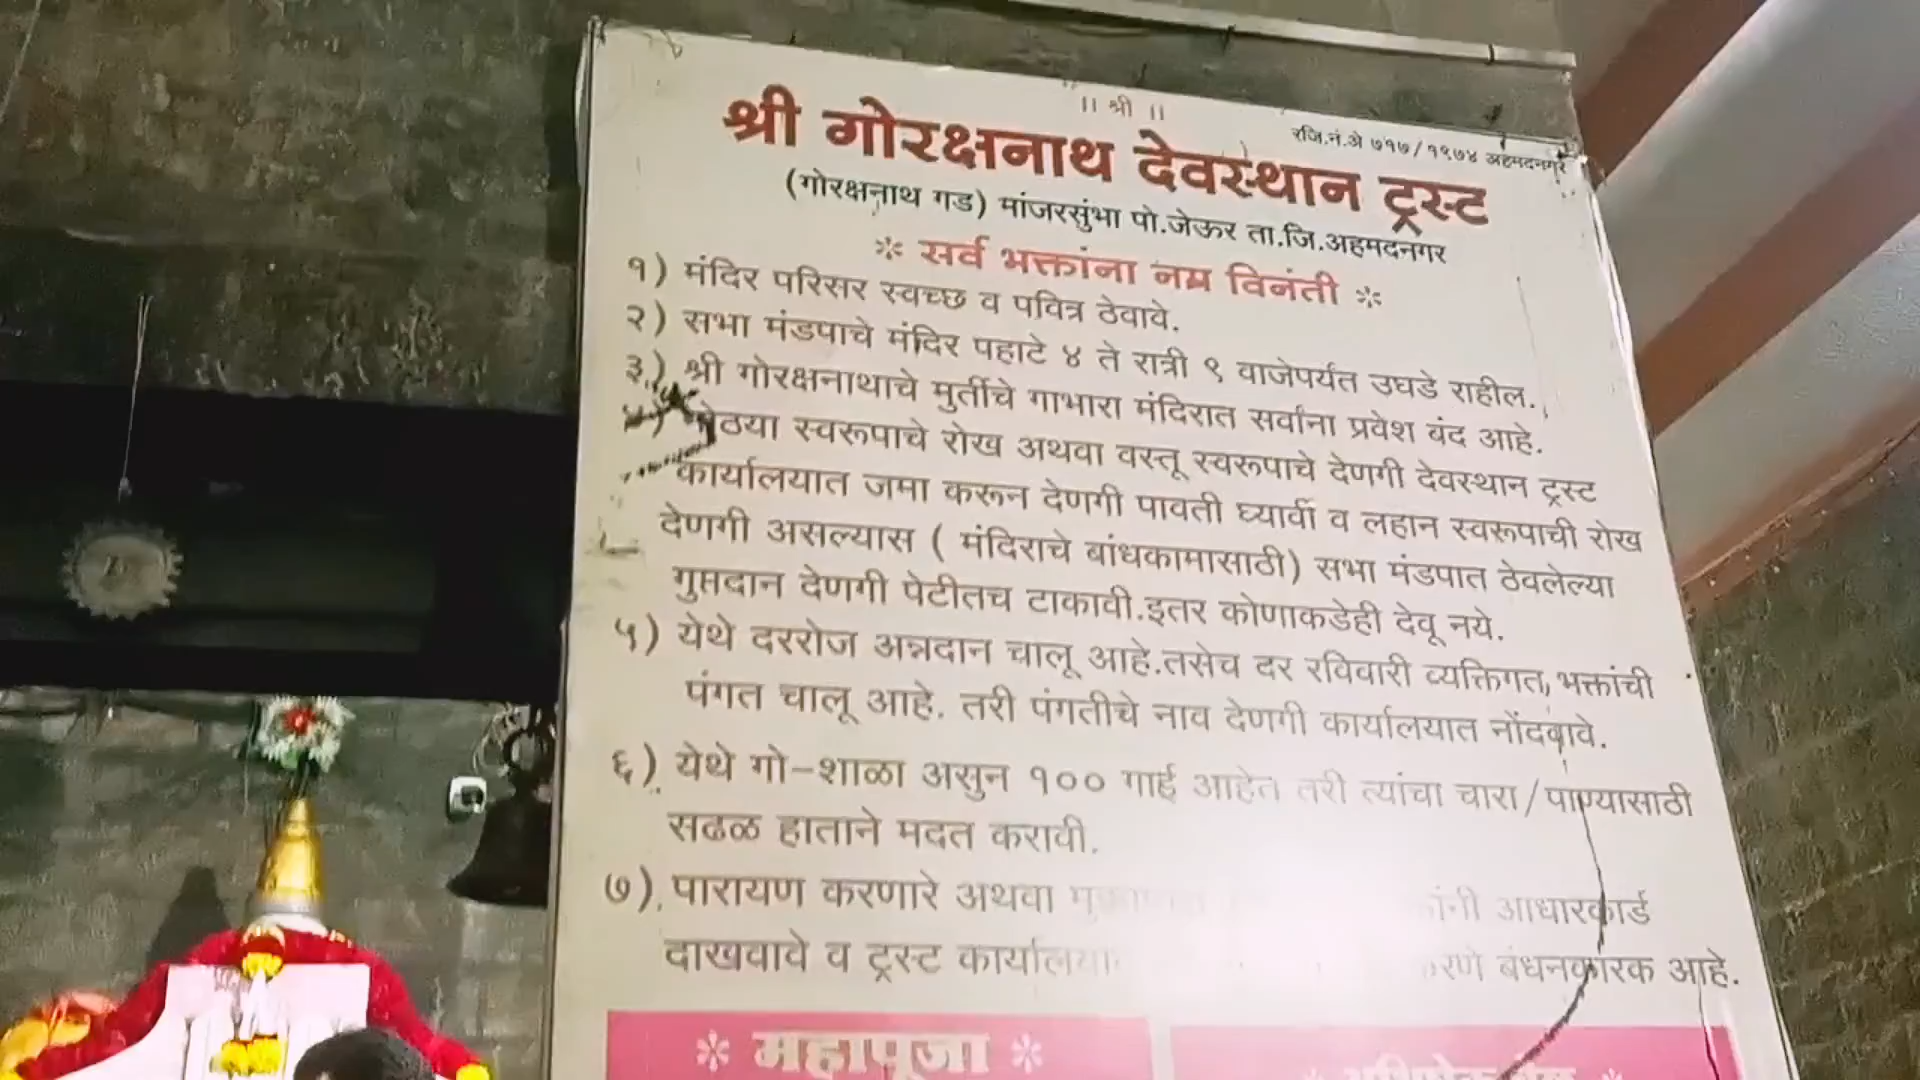 ।। श्री ।।
रजि.नं.अे ७१७/१९७४ अहमदनगर
श्री गोरक्षनाथ देवस्थान ट्रस्ट
(गोरक्षनाथ गड) मांजरसुंभा पो.जेऊर ता.जि.अहमदनगर
* सर्व भक्तांना नम्र विनंती *
१) मंदिर परिसर स्वच्छ व पवित्र ठेवावे.
२) सभा मंडपाचे मंदिर पहाटे ४ ते रात्री ९ वाजेपर्यंत उघडे राहील.
३) श्री गोरक्षनाथाचे मुर्तीचे गाभारा मंदिरात सर्वांना प्रवेश बंद आहे.
४) मोठया स्वरूपाचे रोख अथवा वस्तू स्वरूपाचे देणगी देवस्थान ट्रस्ट
कार्यालयात जमा करून देणगी पावती घ्यावी व लहान स्वरूपाची रोख
देणगी असल्यास ( मंदिराचे बांधकामासाठी) सभा मंडपात ठेवलेल्या
गुप्तदान देणगी पेटीतच टाकावी.इतर कोणाकडेही देवू नये.
५) येथे दररोज अन्नदान चालू आहे.तसेच दर रविवारी व्यक्तिगत, भक्तांची
पंगत चालू आहे. तरी पंगतीचे नाव देणगी कार्यालयात नोंदवावे.
६) येथे गो-शाळा असुन १०० गाई आहेत तरी त्यांचा चारा/पाण्यासाठी
सढळ हाताने मदत करावी.
७) पारायण करणारे अथवा आधारकार्ड
दाखवावे व ट्रस्ट बंधनकारक आहे.
* महापूजा *